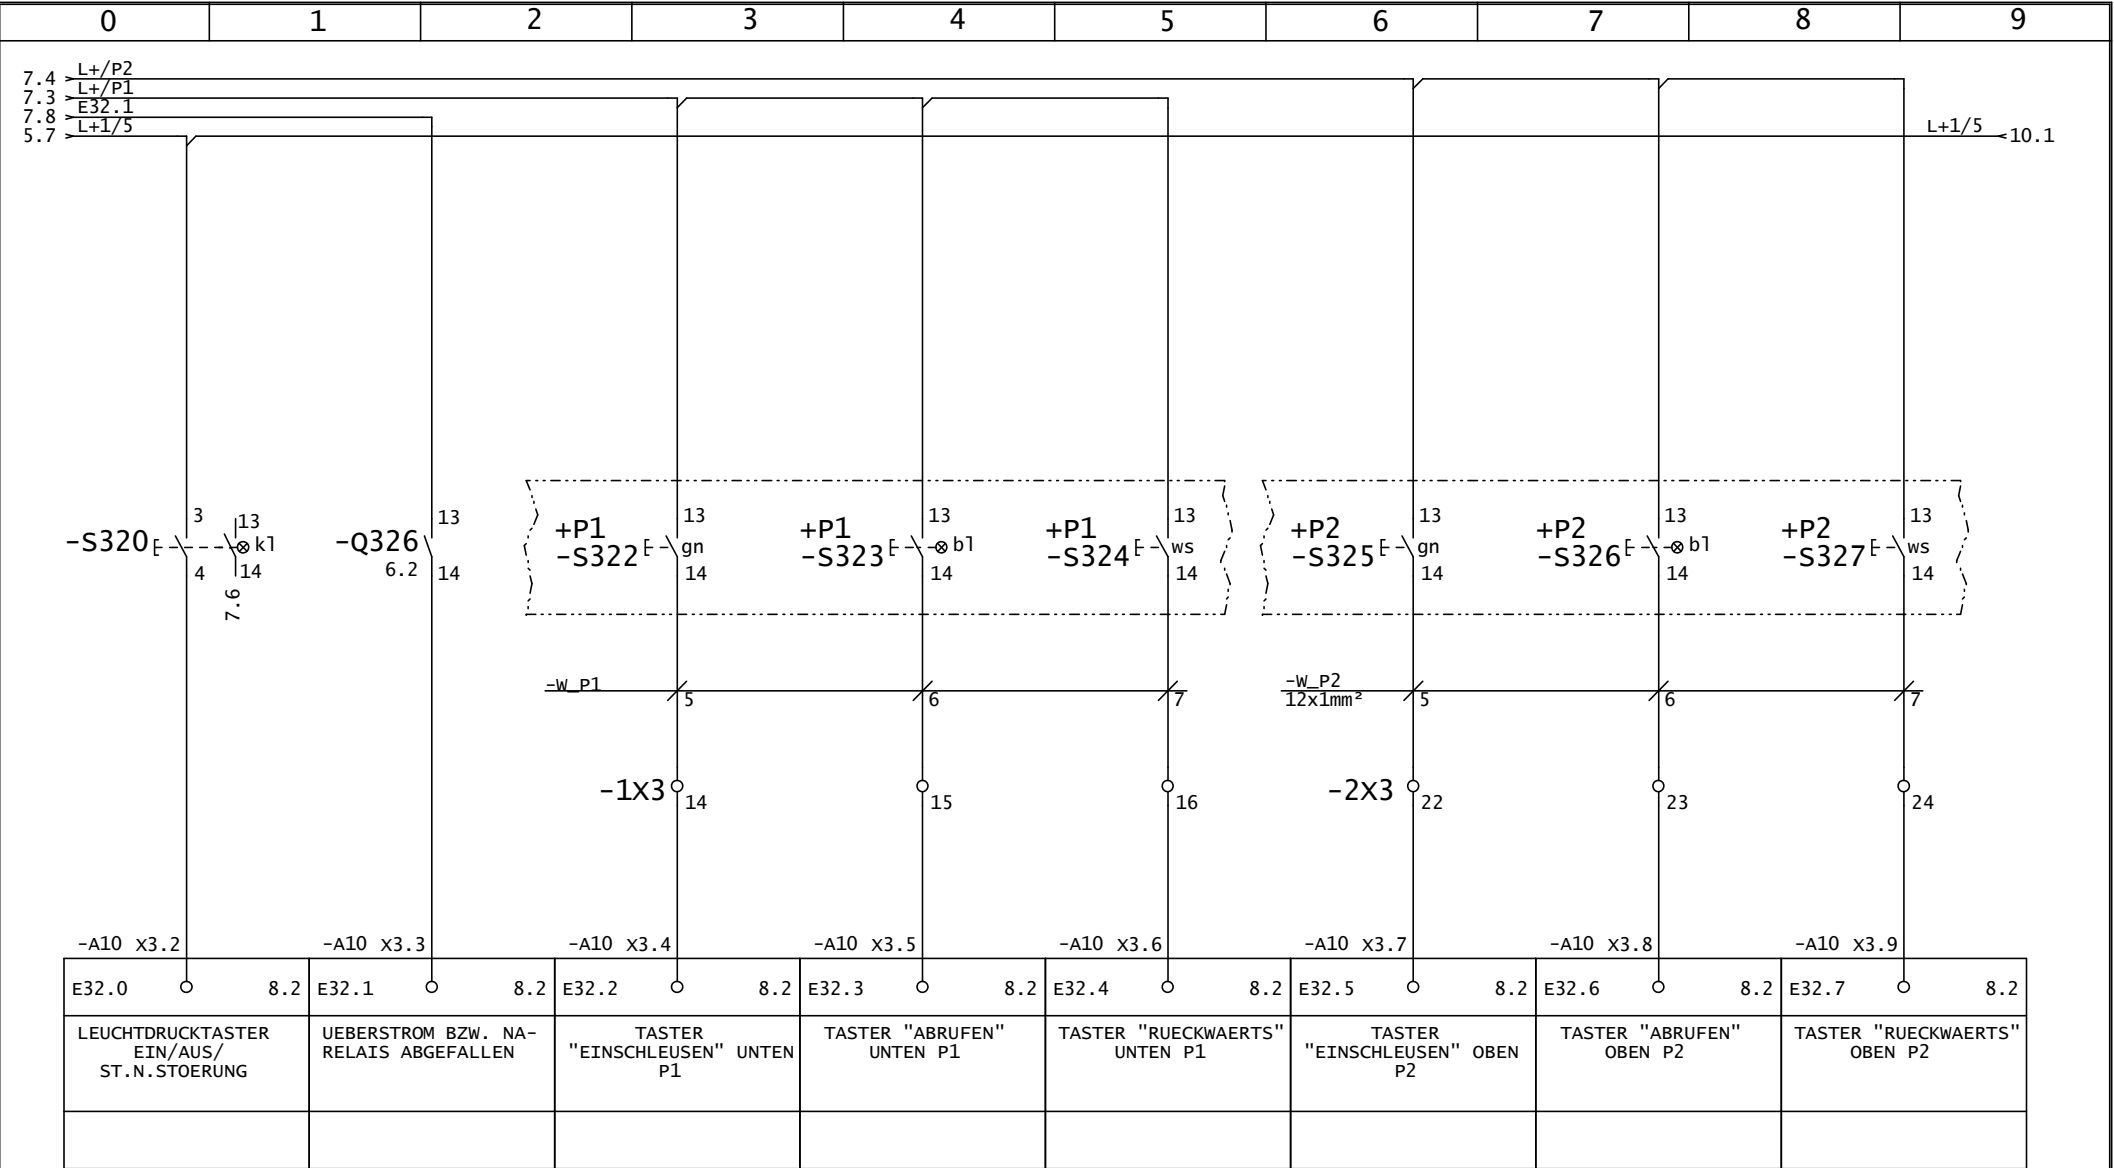 0 1 2 3 4 5 6 7 8 9
7.4 L+/P2
7.3 L+/P1
7.8 E32.1
5.7 L+1/5
L+1/5 10.1
3 13 13 13 13 13 13 13 13
-S320 kl -Q326 +P1 -S322 gn +P1 -S323 bl +P1 -S324 ws +P2 -S325 gn +P2 -S326 bl +P2 -S327 ws
4 14 6.2 14 14 14 14 14 14 14
7.6
-W_P1 5 6 7
-W_P2
12x1mm² 5 6 7
-1X3 14 15 16 -2X3 22 23 24
-A10 X3.2 -A10 X3.3 -A10 X3.4 -A10 X3.5 -A10 X3.6 -A10 X3.7 -A10 X3.8 -A10 X3.9
E32.0 8.2 E32.1 8.2 E32.2 8.2 E32.3 8.2 E32.4 8.2 E32.5 8.2 E32.6 8.2 E32.7 8.2
LEUCHTDRUCKTASTER
EIN/AUS/
ST.N.STOERUNG
UEBERSTROM BZW. NA-
RELAIS ABGEFALLEN
TASTER
"EINSCHLEUSEN" UNTEN
P1
TASTER "ABRUFEN"
UNTEN P1
TASTER "RUECKWAERTS"
UNTEN P1
TASTER
"EINSCHLEUSEN" OBEN
P2
TASTER "ABRUFEN"
OBEN P2
TASTER "RUECKWAERTS"
OBEN P2